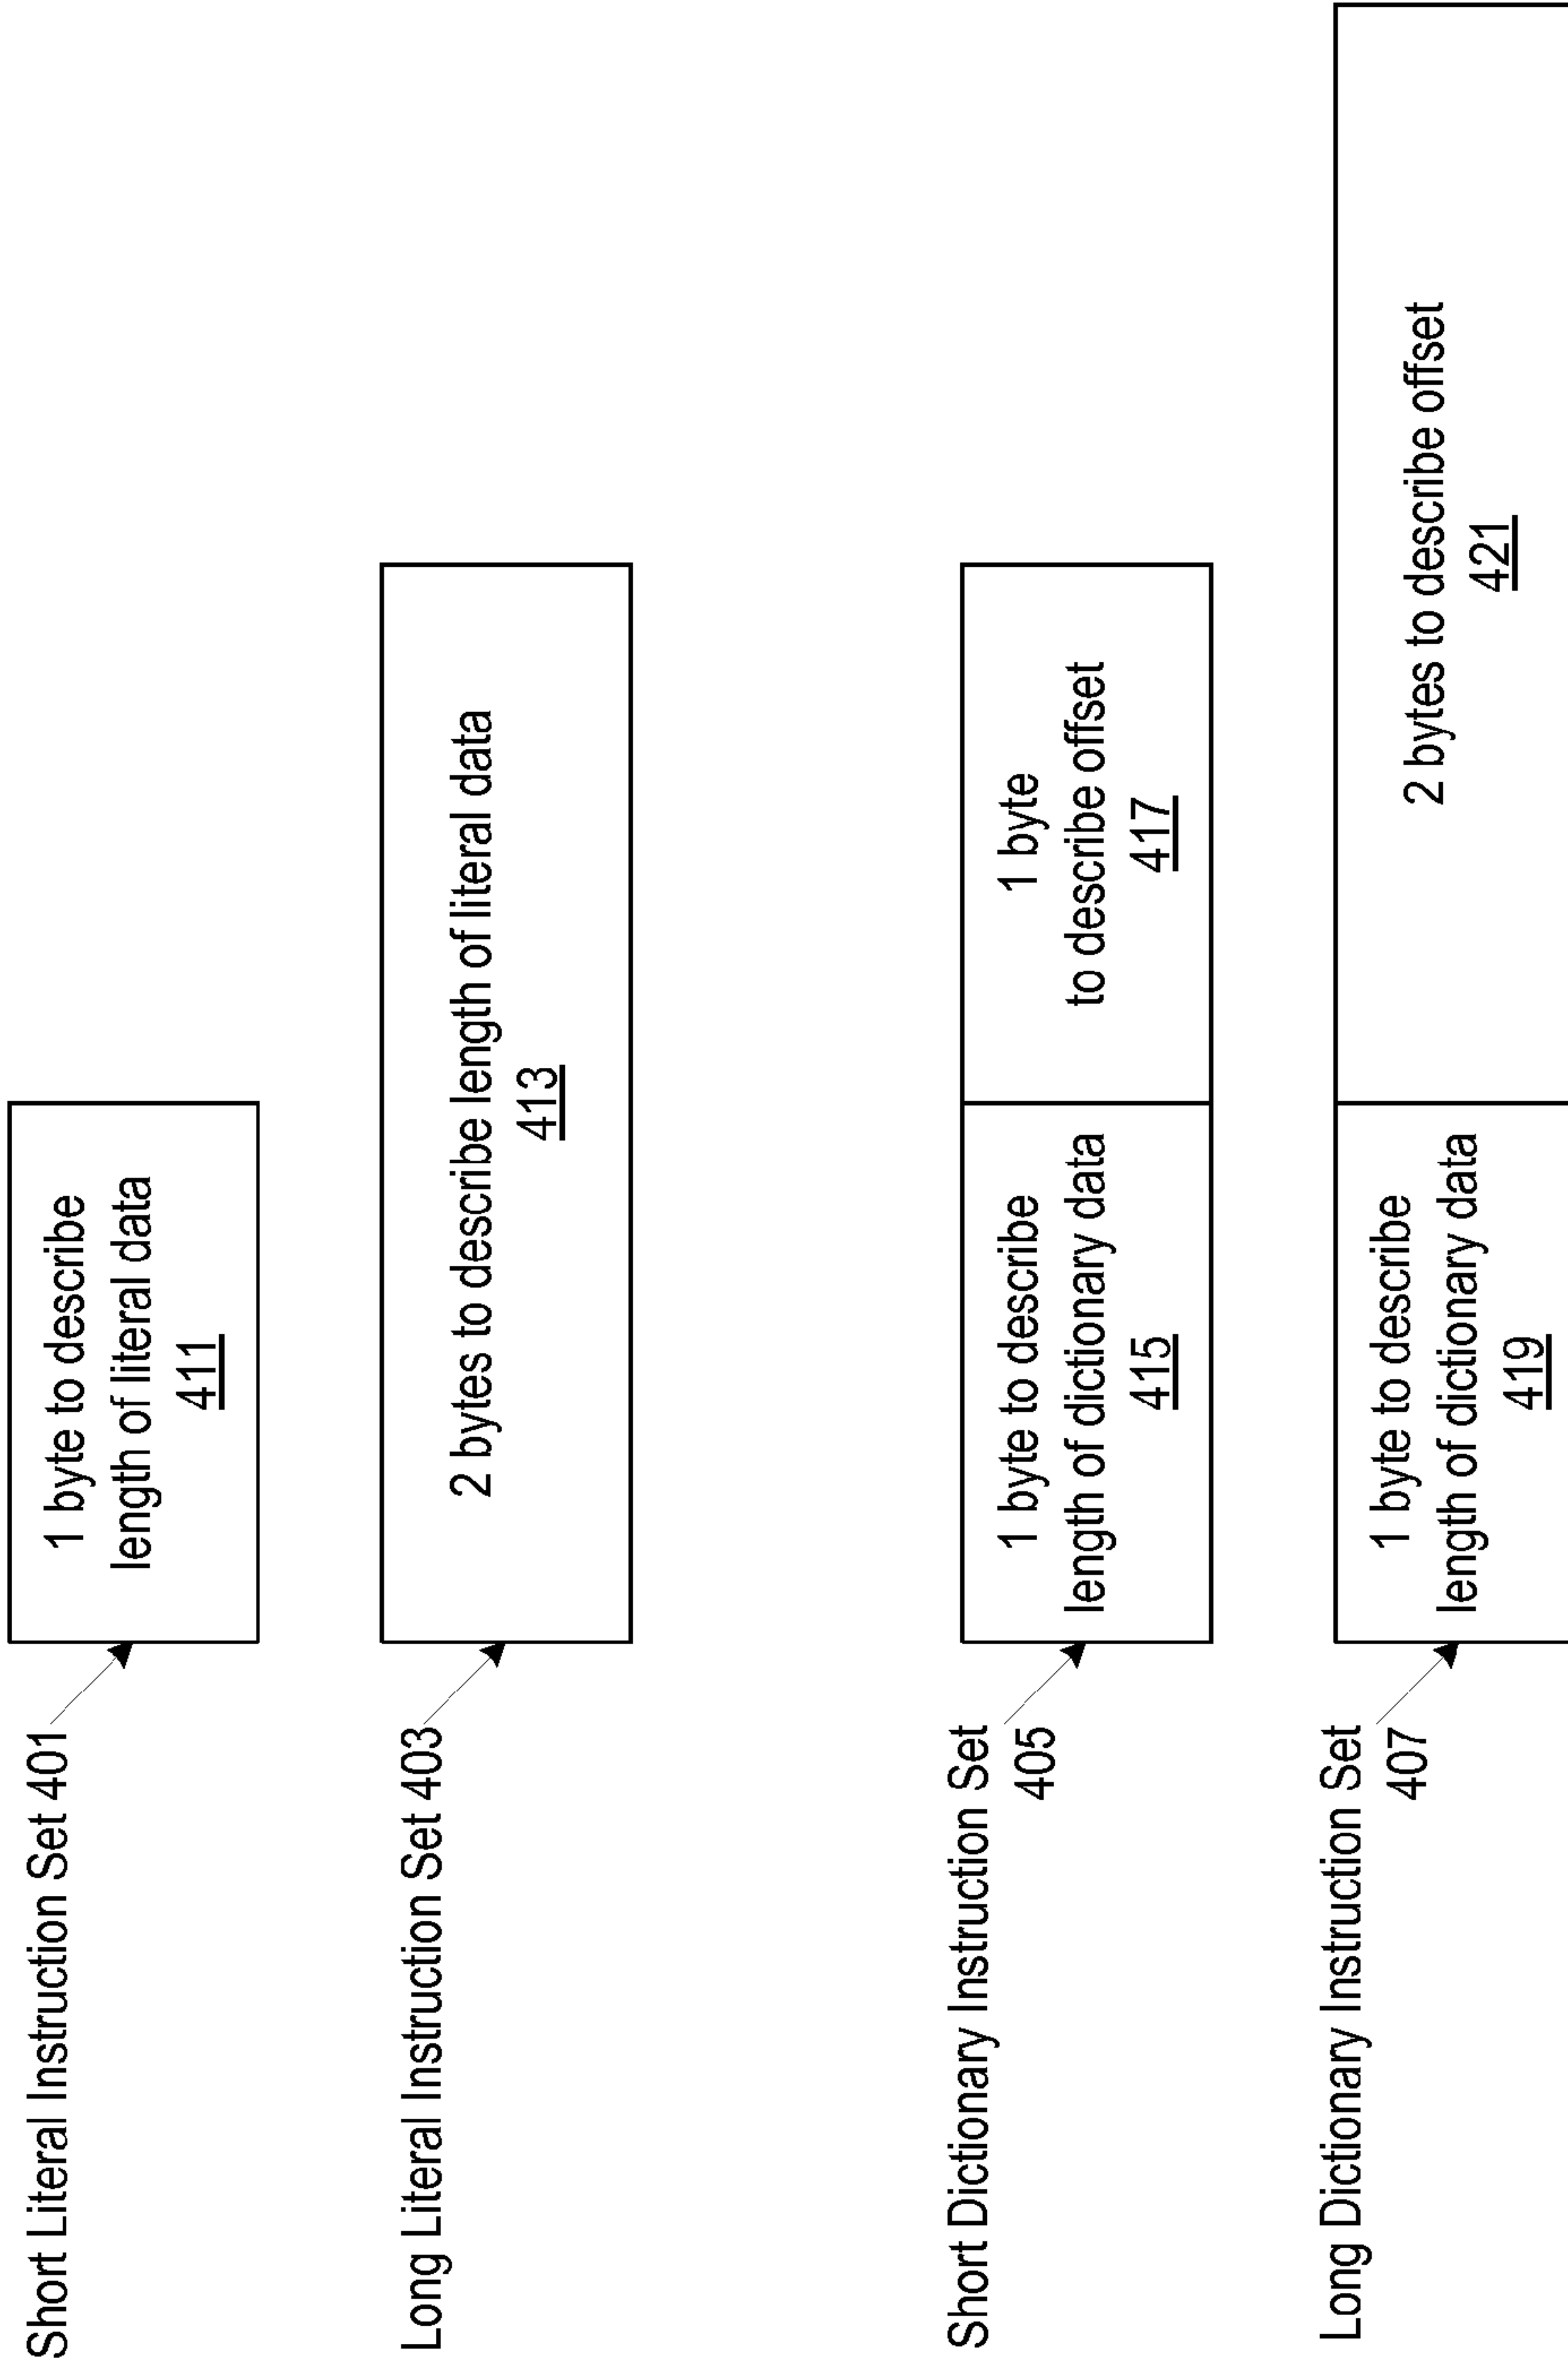 Short Literal Instruction Set 401
1 byte to describe
length of literal data
411
Long Literal Instruction Set 403
2 bytes to describe length of literal data
413
Short Dictionary Instruction Set
405
1 byte to describe
length of dictionary data
415
1 byte
to describe offset
417
Long Dictionary Instruction Set
407
1 byte to describe
length of dictionary data
419
2 bytes to describe offset
421